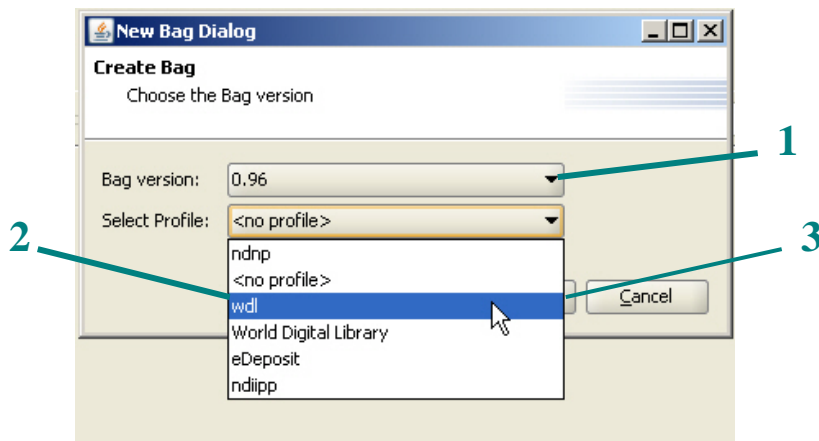 New Bag Dialog
Create Bag
Choose the Bag version
1
Bag version: 0.96
Select Profile: <no profile>
2
3
ndnp
<no profile>
wdl
Cancel
World Digital Library
eDeposit
ndiipp